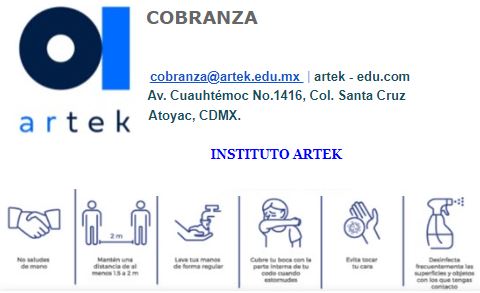 COBRANZA
artek
cobranza@artek.edu.mx | artek - edu.com
Av. Cuauhtémoc No.1416, Col. Santa Cruz
Atoyac, CDMX.
INSTITUTO ARTEK
2 m
No saludes
de mano
Mantén una
distancia de al
menos 1.5 a 2 m
Lava tus manos
de forma regular
Cubre tu boca con la
parte interna de tu
codo cuando
estornudes
Evita tocar
tu cara
Desinfecta
frecuentemente las
superficies y objetos
con los que tengas
contacto